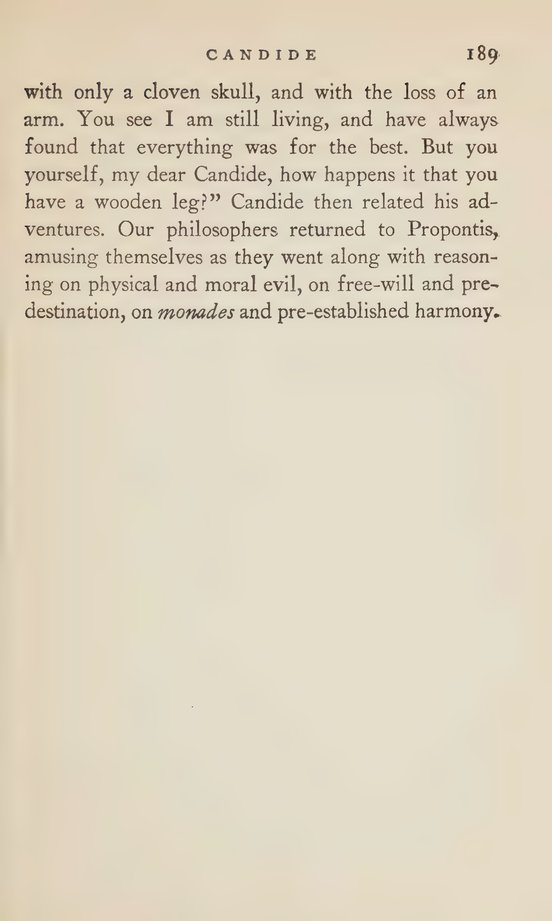 CANDIDE 189
with only a cloven skull, and with the loss of an
arm. You see I am still living, and have always
found that everything was for the best. But you
yourself, my dear Candide, how happens it that you
have a wooden leg?” Candide then related his ad-
ventures. Our philosophers returned to Propontis,
amusing themselves as they went along with reason-
ing on physical and moral evil, on free-will and pre-
destination, on monades and pre-established harmony.